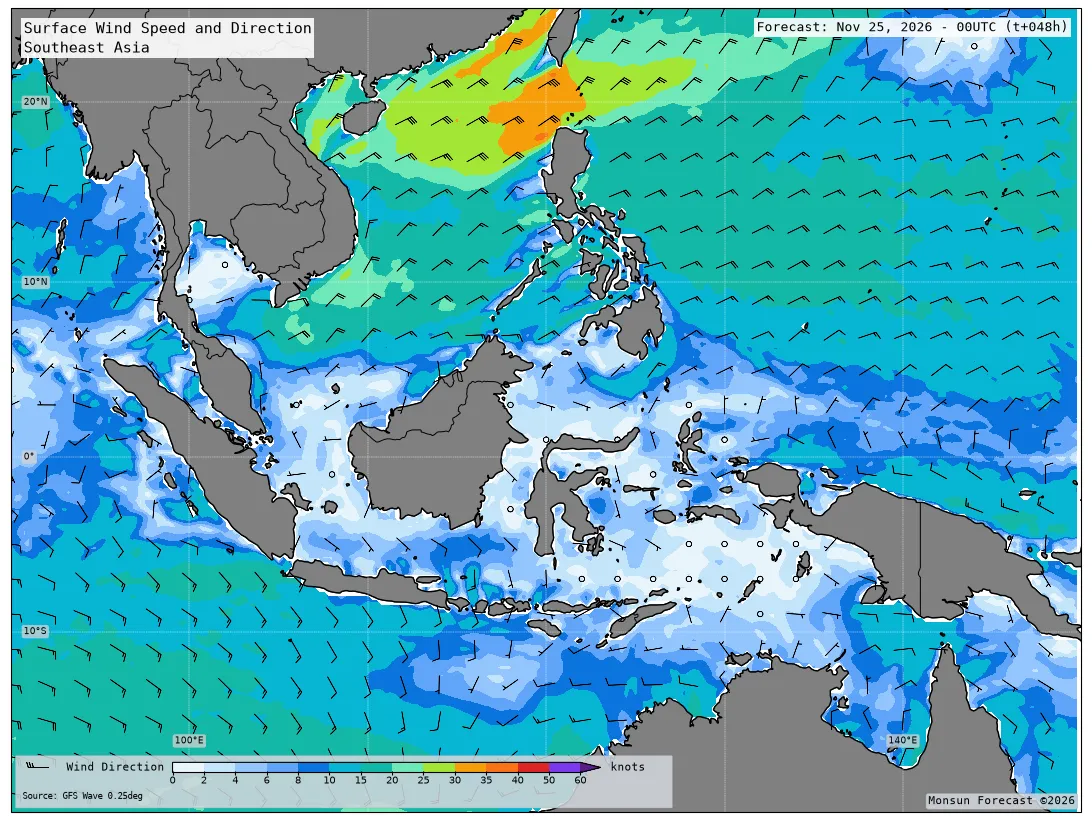 Surface Wind Speed and Direction
Southeast Asia
Forecast: Nov 25, 2026 - 00UTC (t+048h)
20°N
10°N
0°
10°S
100°E
140°E
Wind Direction
knots
0 2 4 6 8 10 15 20 25 30 35 40 50 60
Source: GFS Wave 0.25deg
Monsun Forecast ©2026